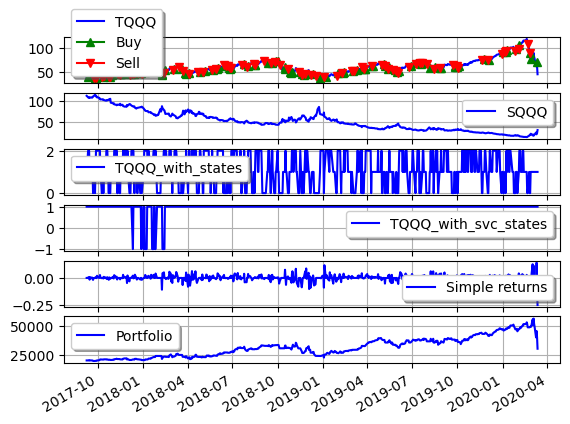 TQQQ
Buy
Sell
100
50
SQQQ
100
50
TQQQ_with_states
2
0
TQQQ_with_svc_states
1
0
−1
Simple returns
0.00
−0.25
Portfolio
50000
25000
2017-10 2018-01 2018-04 2018-07 2018-10 2019-01 2019-04 2019-07 2019-10 2020-01 2020-04